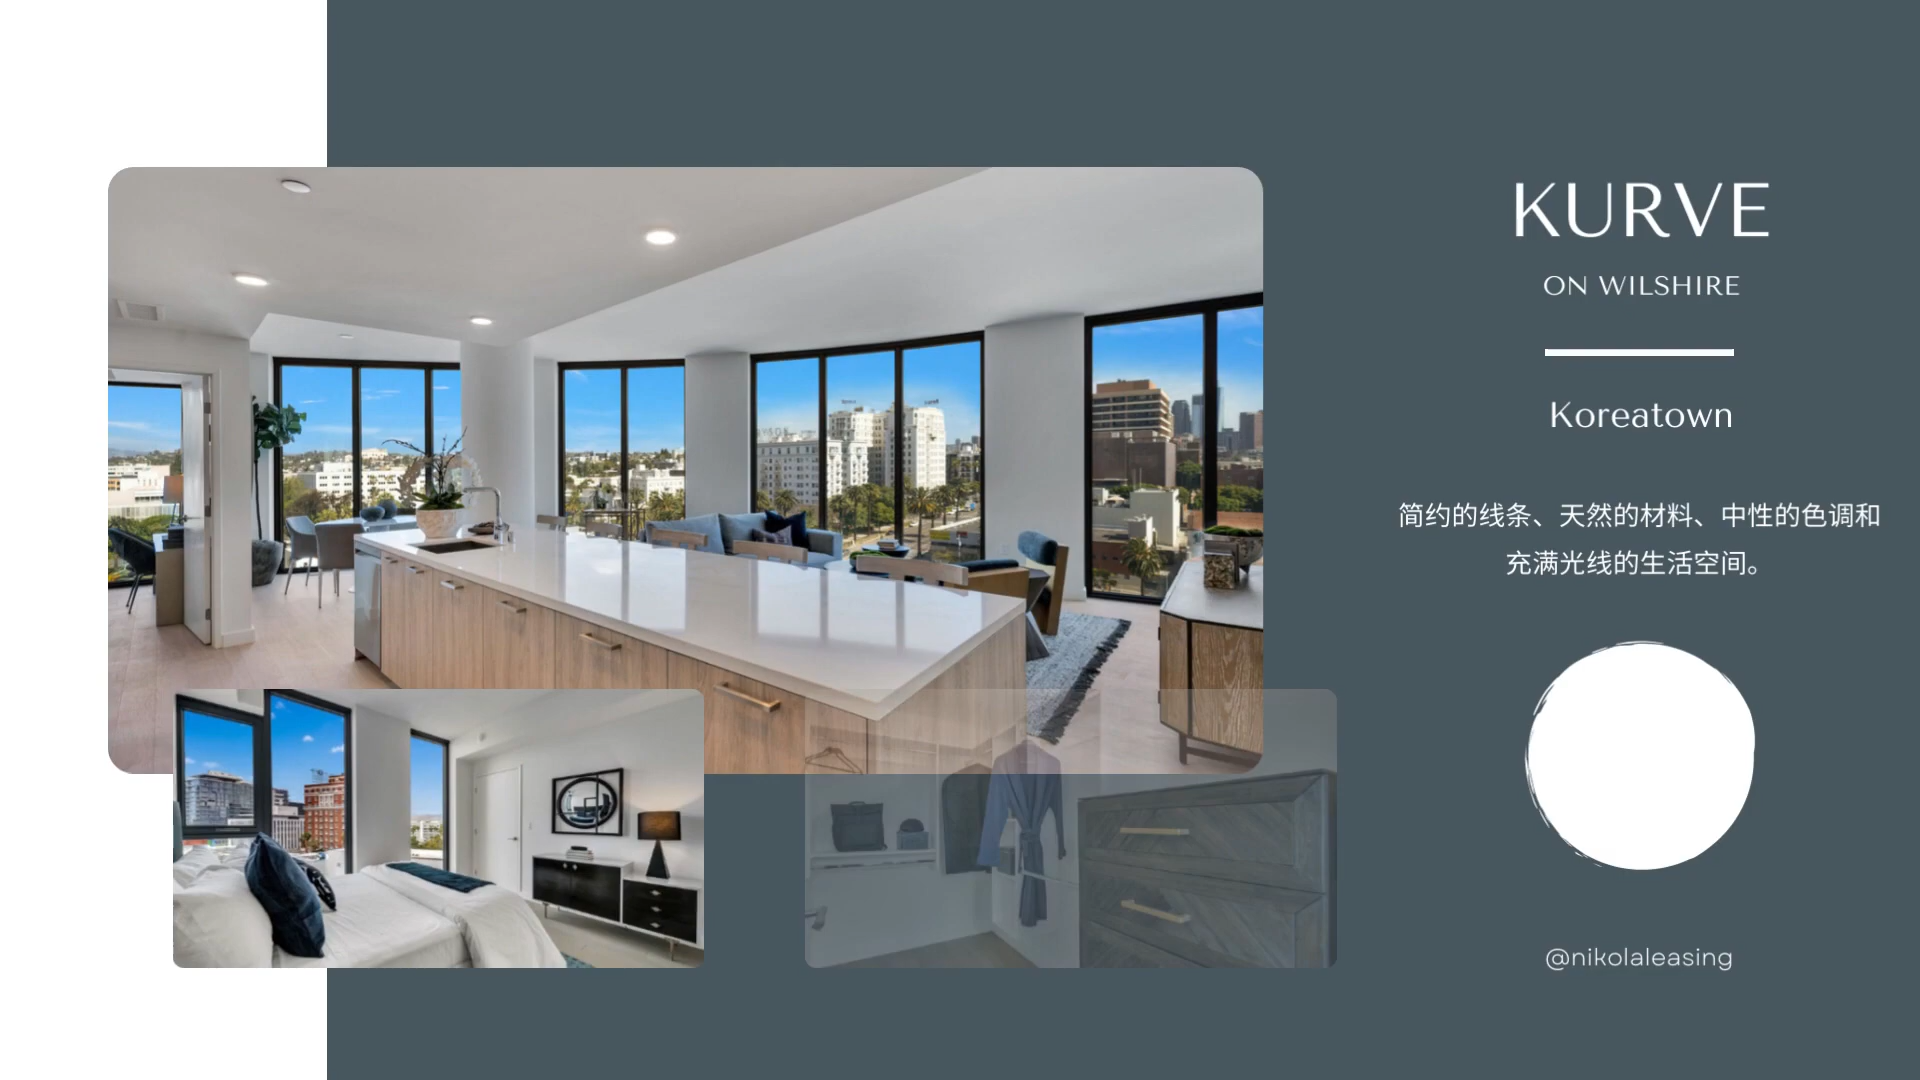 KURVE
ON WILSHIRE
Koreatown
简约的线条、天然的材料、中性的色调和
充满光线的生活空间。
@nikolaleasing